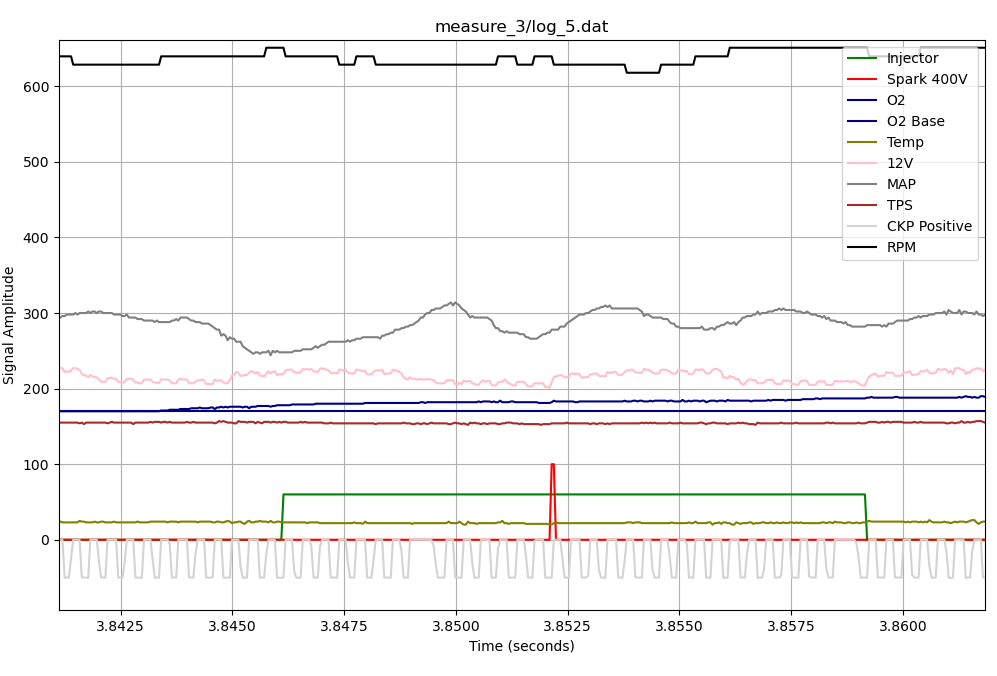 measure_3/log_5.dat
Signal Amplitude
600
500
400
300
200
100
0
Injector
Spark 400V
O2
O2 Base
Temp
12V
MAP
TPS
CKP Positive
RPM
3.8425
3.8450
3.8475
3.8500
3.8525
3.8550
3.8575
3.8600
Time (seconds)